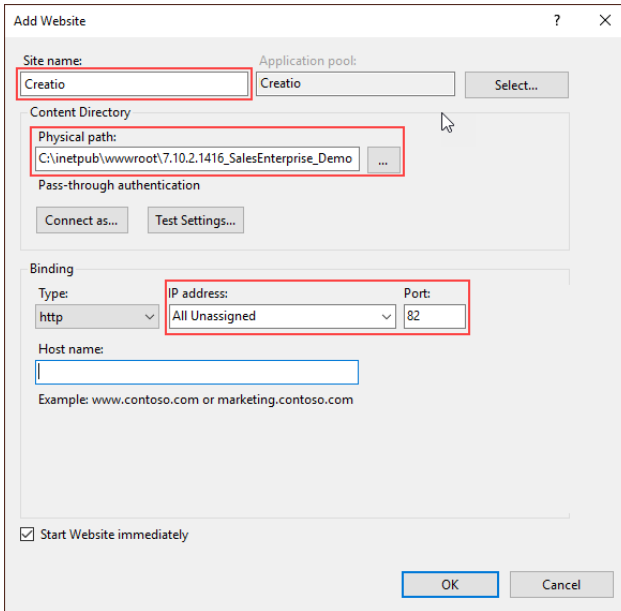 Add Website
?
Site name:
Application pool:
Creatio
Creatio
Select...
Content Directory
Physical path:
C:\inetpub\wwwroot\7.10.2.1416_SalesEnterprise_Demo
...
Pass-through authentication
Connect as...
Test Settings...
Binding
Type:
IP address:
Port:
http
All Unassigned
82
Host name:
Example: www.contoso.com or marketing.contoso.com
Start Website immediately
OK
Cancel